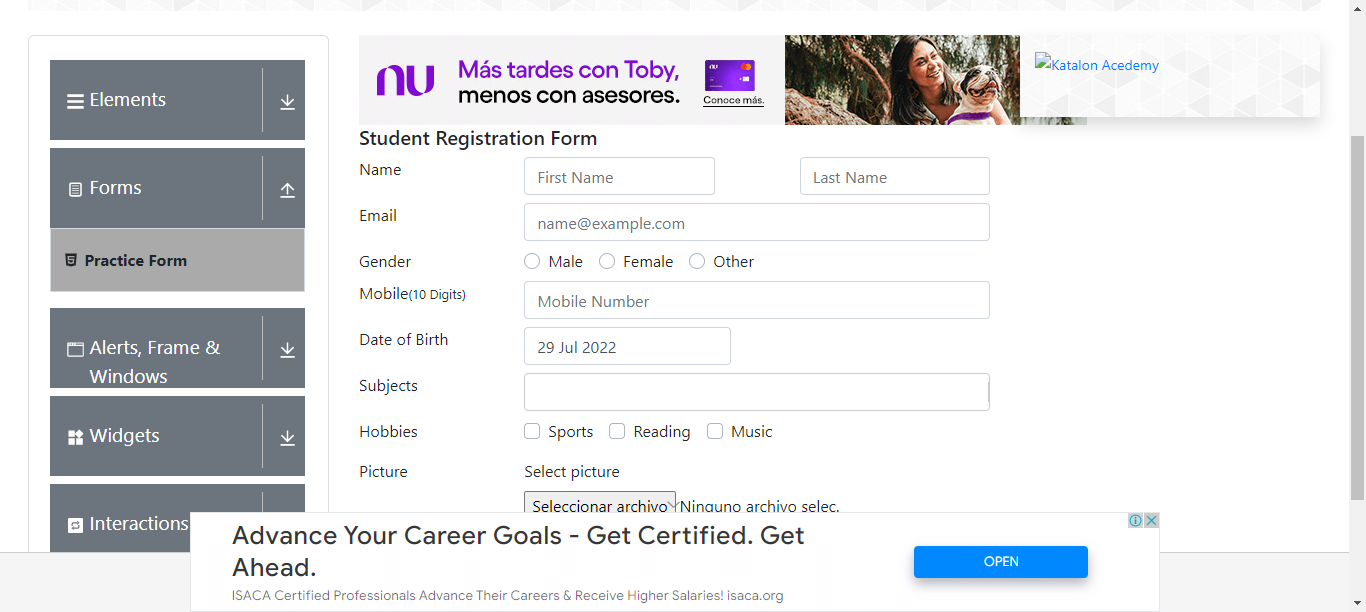 Elements
Forms
Practice Form
Alerts, Frame &
Windows
Widgets
Interactions
nu
Más tardes con Toby,
menos con asesores.
nu
Conoce más.
Katalon Acedemy
Student Registration Form
Name
First Name
Last Name
Email
name@example.com
Gender
Male Female Other
Mobile(10 Digits)
Mobile Number
Date of Birth
29 Jul 2022
Subjects
Hobbies
Sports Reading Music
Picture
Select picture
Seleccionar archivo Ninguno archivo selec.
Advance Your Career Goals - Get Certified. Get
Ahead.
ISACA Certified Professionals Advance Their Careers & Receive Higher Salaries! isaca.org
OPEN